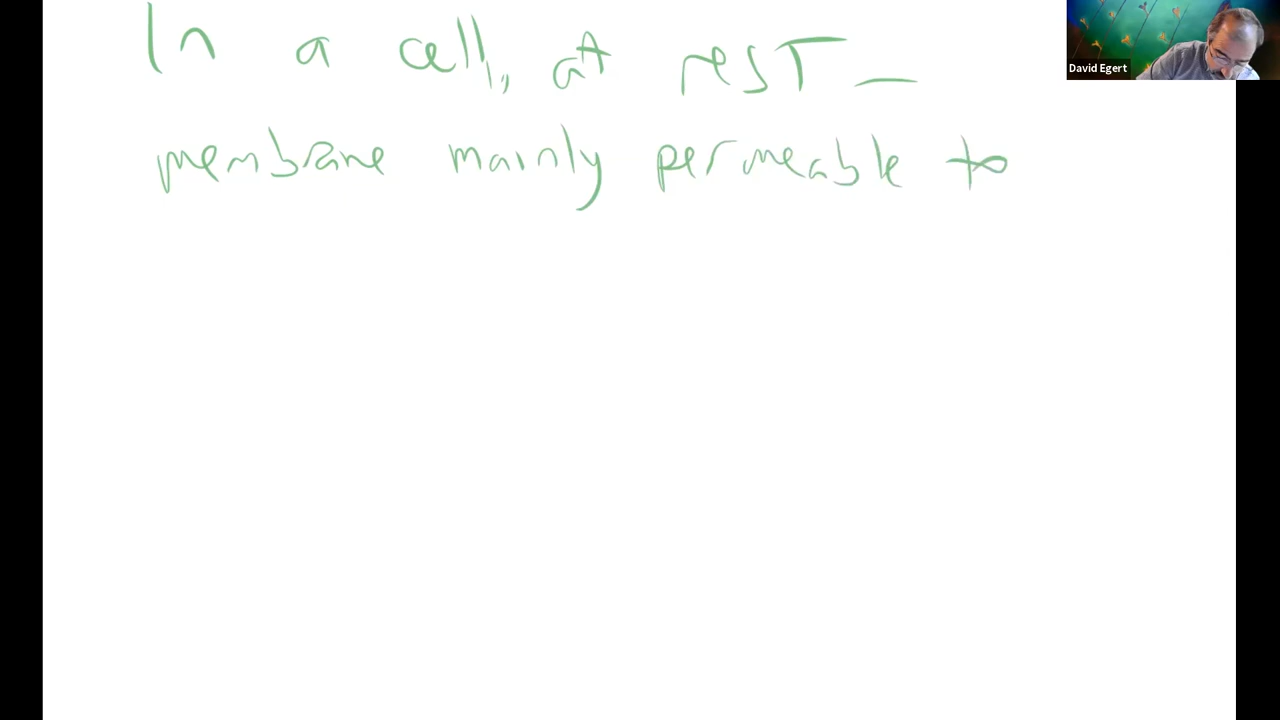 In a cell, at rest —
membrane mainly permeable to
David Egert